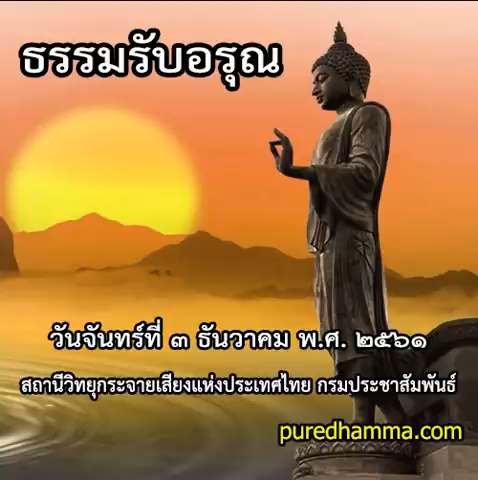 ธรรมรับอรุณ
วันจันทร์ที่ ๓ ธันวาคม พ.ศ. ๒๕๖๑
สถานีวิทยุกระจายเสียงแห่งประเทศไทย กรมประชาสัมพันธ์
puredhamma.com